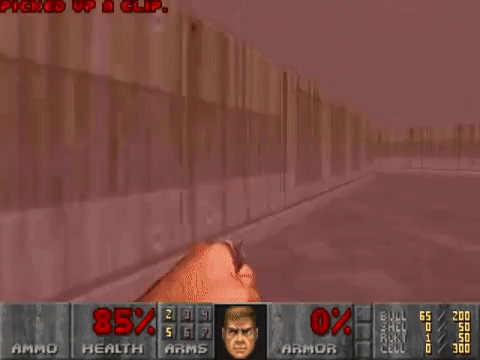 PICKED UP A CLIP.
85% 2 3 4 0% BULL 65 / 200
SHEL 0 / 50
5 6 7 RCKT 1 / 50
CELL 0 / 300
AMMO HEALTH ARMS ARMOR